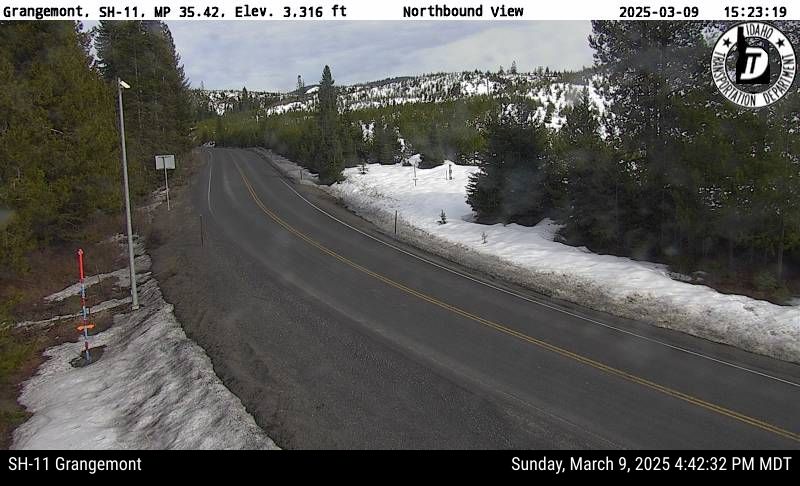 Grangemont, SH-11, MP 35.42, Elev. 3,316 ft Northbound View 2025-03-09 15:23:19
IDAHO
TRANSPORTATION DEPARTMENT
SH-11 Grangemont Sunday, March 9, 2025 4:42:32 PM MDT